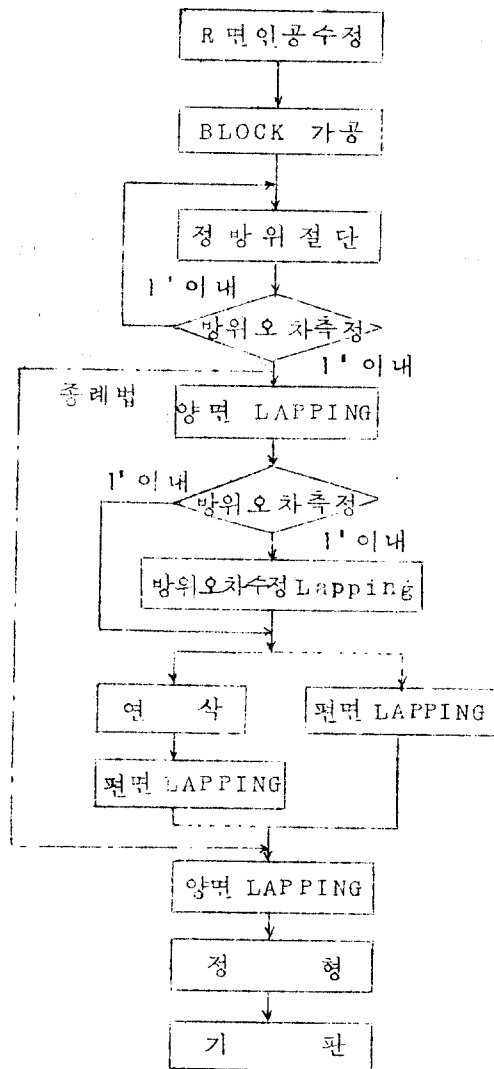 R 면인공수정
BLOCK 가공
정방위절단
1' 이내
방위오차측정
1' 이내
종례법
양면 LAPPING
1' 이내
방위오차측정
1' 이내
방위오차수정 Lapping
연 삭
편면 LAPPING
편면 LAPPING
양면 LAPPING
정 형
기 판